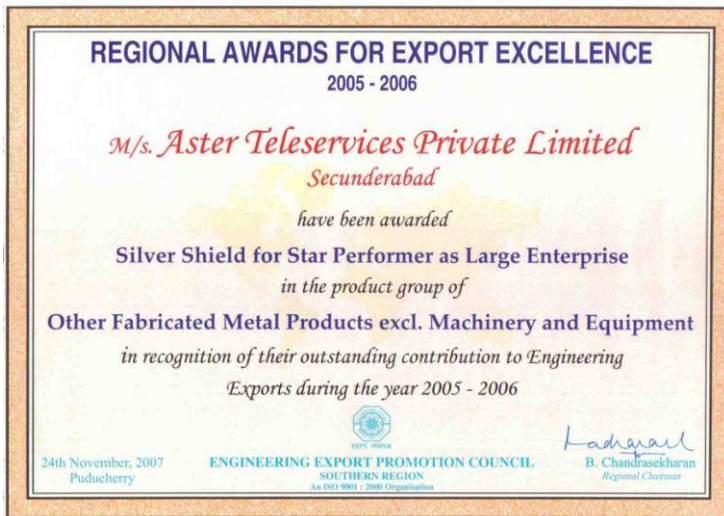 REGIONAL AWARDS FOR EXPORT EXCELLENCE
2005 - 2006
M/s. Aster Teleservices Private Limited
Secunderabad
have been awarded
Silver Shield for Star Performer as Large Enterprise
in the product group of
Other Fabricated Metal Products excl. Machinery and Equipment
in recognition of their outstanding contribution to Engineering
Exports during the year 2005 - 2006
EEPC INDIA
24th November, 2007
Puducherry
ENGINEERING EXPORT PROMOTION COUNCIL
SOUTHERN REGION
An ISO 9001 : 2000 Organisation
B. Chandrasekharan
Regional Chairman